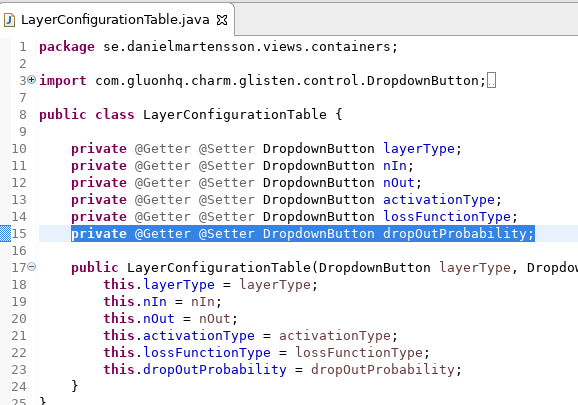 LayerConfigurationTable.java
1 package se.danielmartensson.views.containers;
2
3 import com.gluonhq.charm.glisten.control.DropdownButton;
7
8 public class LayerConfigurationTable {
9
10 private @Getter @Setter DropdownButton layerType;
11 private @Getter @Setter DropdownButton nIn;
12 private @Getter @Setter DropdownButton nOut;
13 private @Getter @Setter DropdownButton activationType;
14 private @Getter @Setter DropdownButton lossFunctionType;
15 private @Getter @Setter DropdownButton dropOutProbability;
16
17 public LayerConfigurationTable(DropdownButton layerType, Dropdow
18 this.layerType = layerType;
19 this.nIn = nIn;
20 this.nOut = nOut;
21 this.activationType = activationType;
22 this.lossFunctionType = lossFunctionType;
23 this.dropOutProbability = dropOutProbability;
24 }
25 }